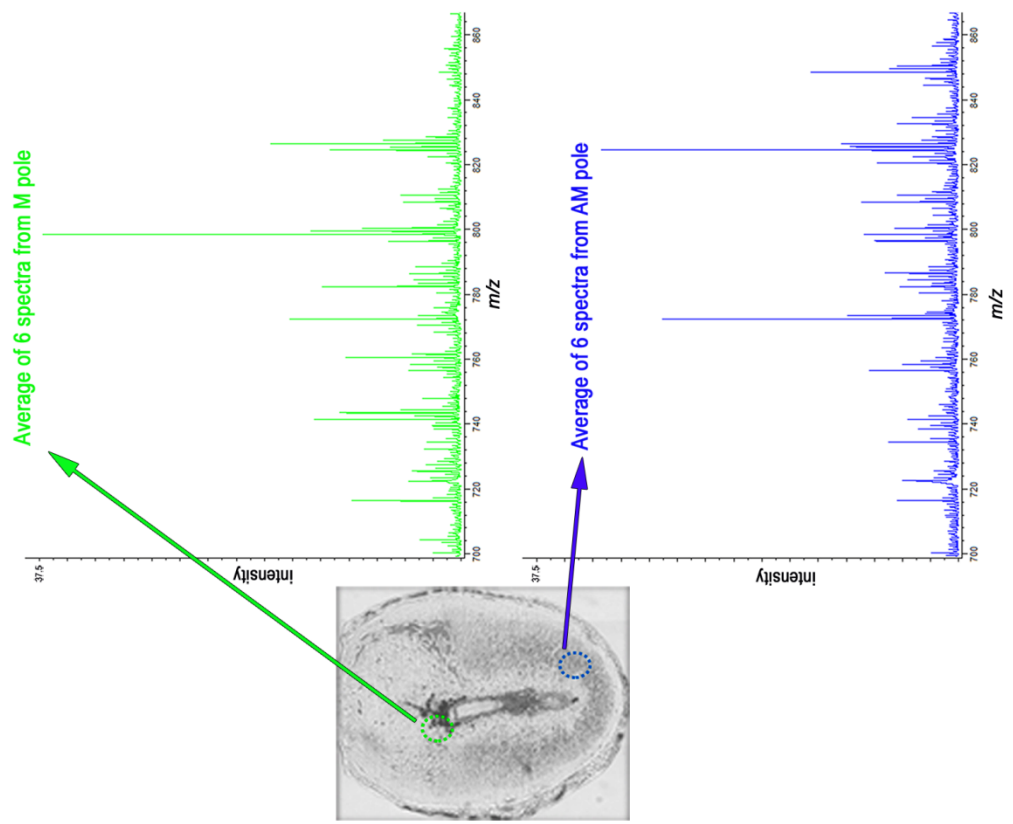 Average of 6 spectra from M pole
37.5
intensity
700 720 740 760 780 800 820 840 860
m/z
Average of 6 spectra from AM pole
37.5
intensity
700 720 740 760 780 800 820 840 860
m/z